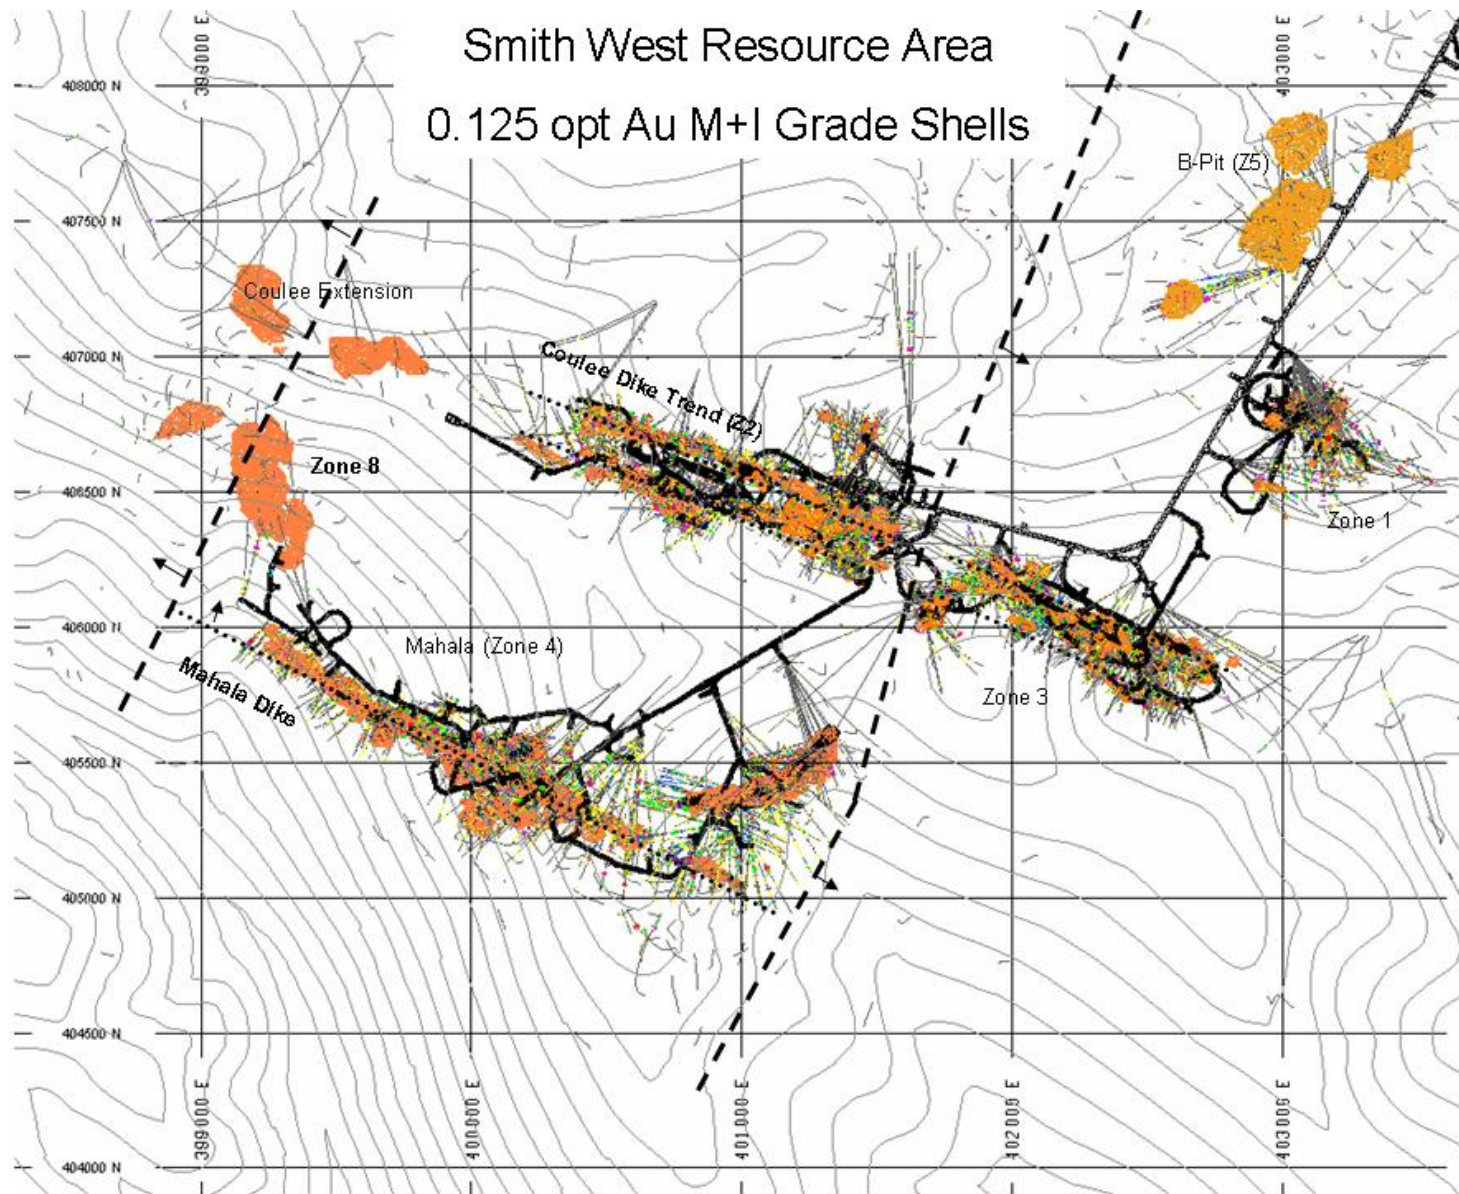 Smith West Resource Area
0.125 opt Au M+I Grade Shells
399000 E
403000 E
408000 N
B-Pit (Z5)
407500 N
Coulee Extension
407000 N
Coulee Dike Trend (Z2)
Zone 8
406500 N
Zone 1
406000 N
Mahala (Zone 4)
Mahala Dike
Zone 3
405500 N
405000 N
404500 N
399000 E
400000 E
401000 E
402000 E
403000 E
404000 N